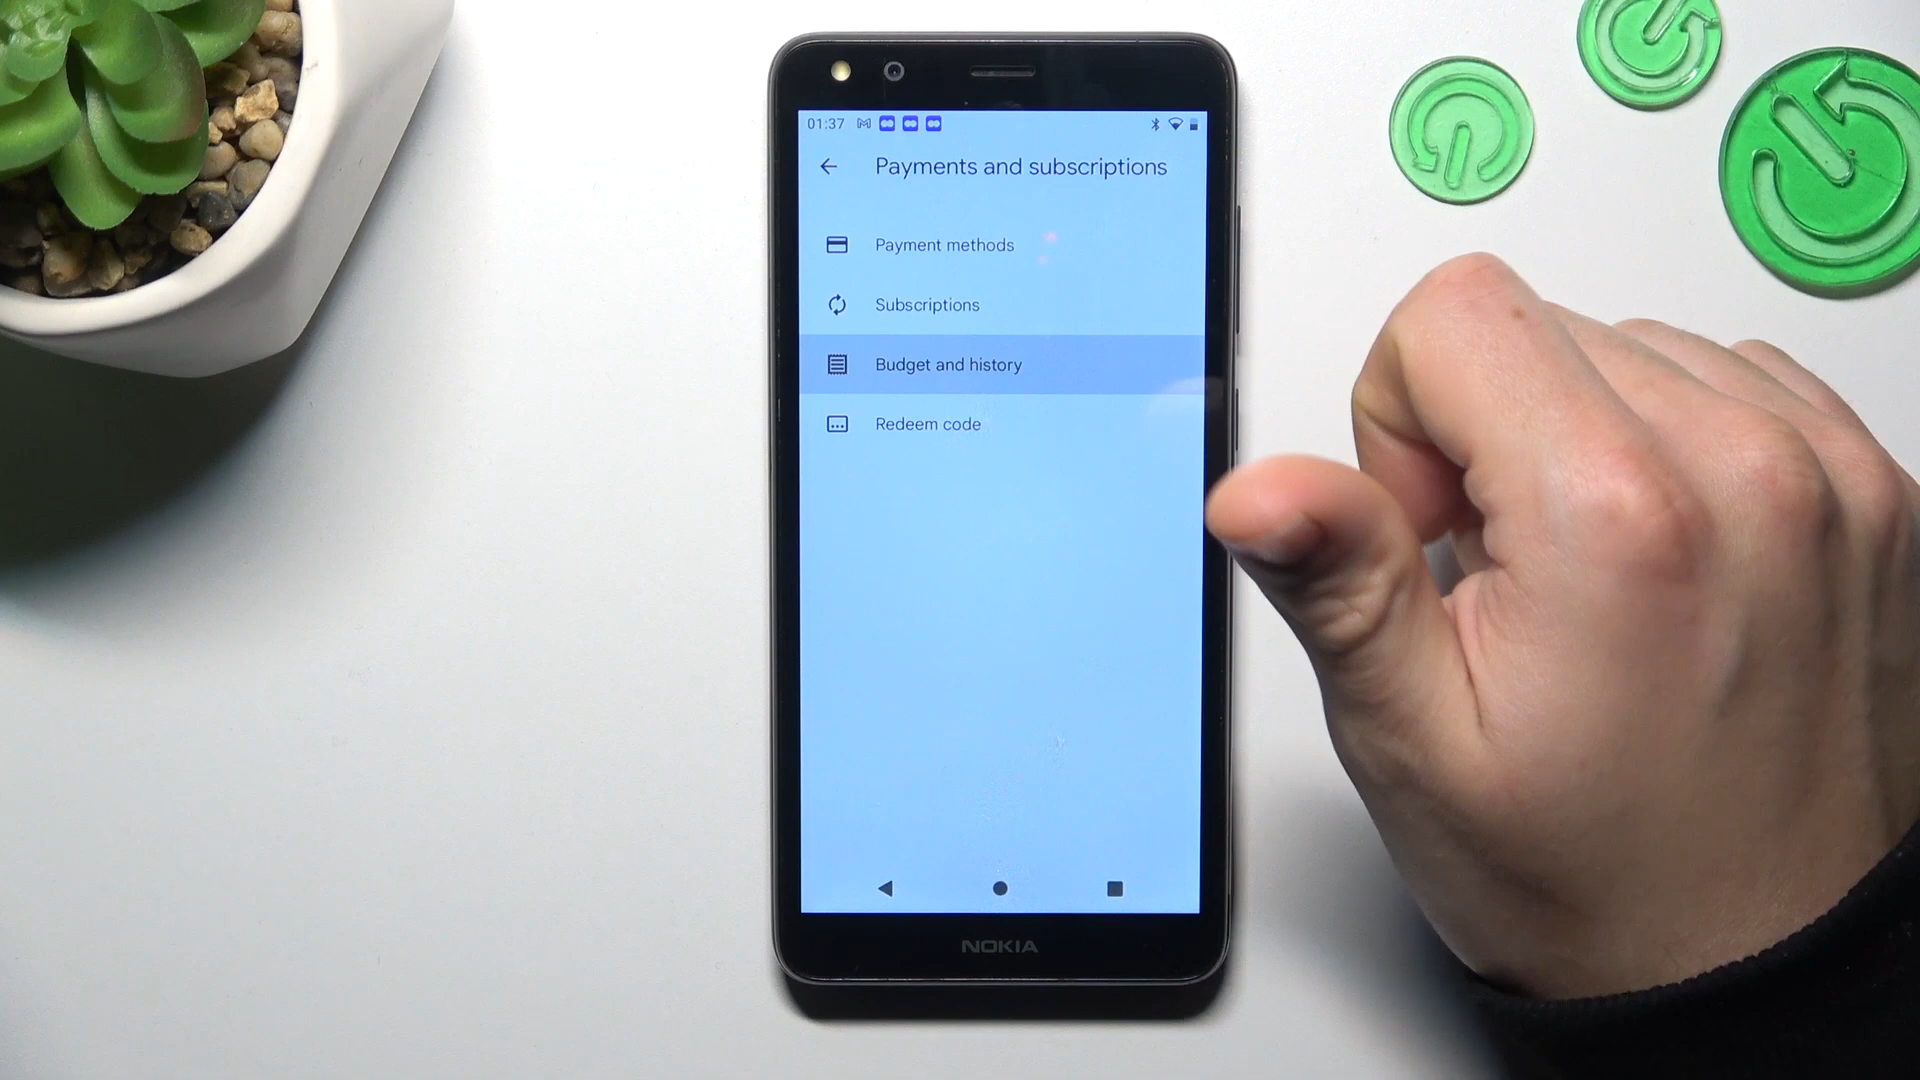 01:37
Payments and subscriptions
Payment methods
Subscriptions
Budget and history
Redeem code
NOKIA